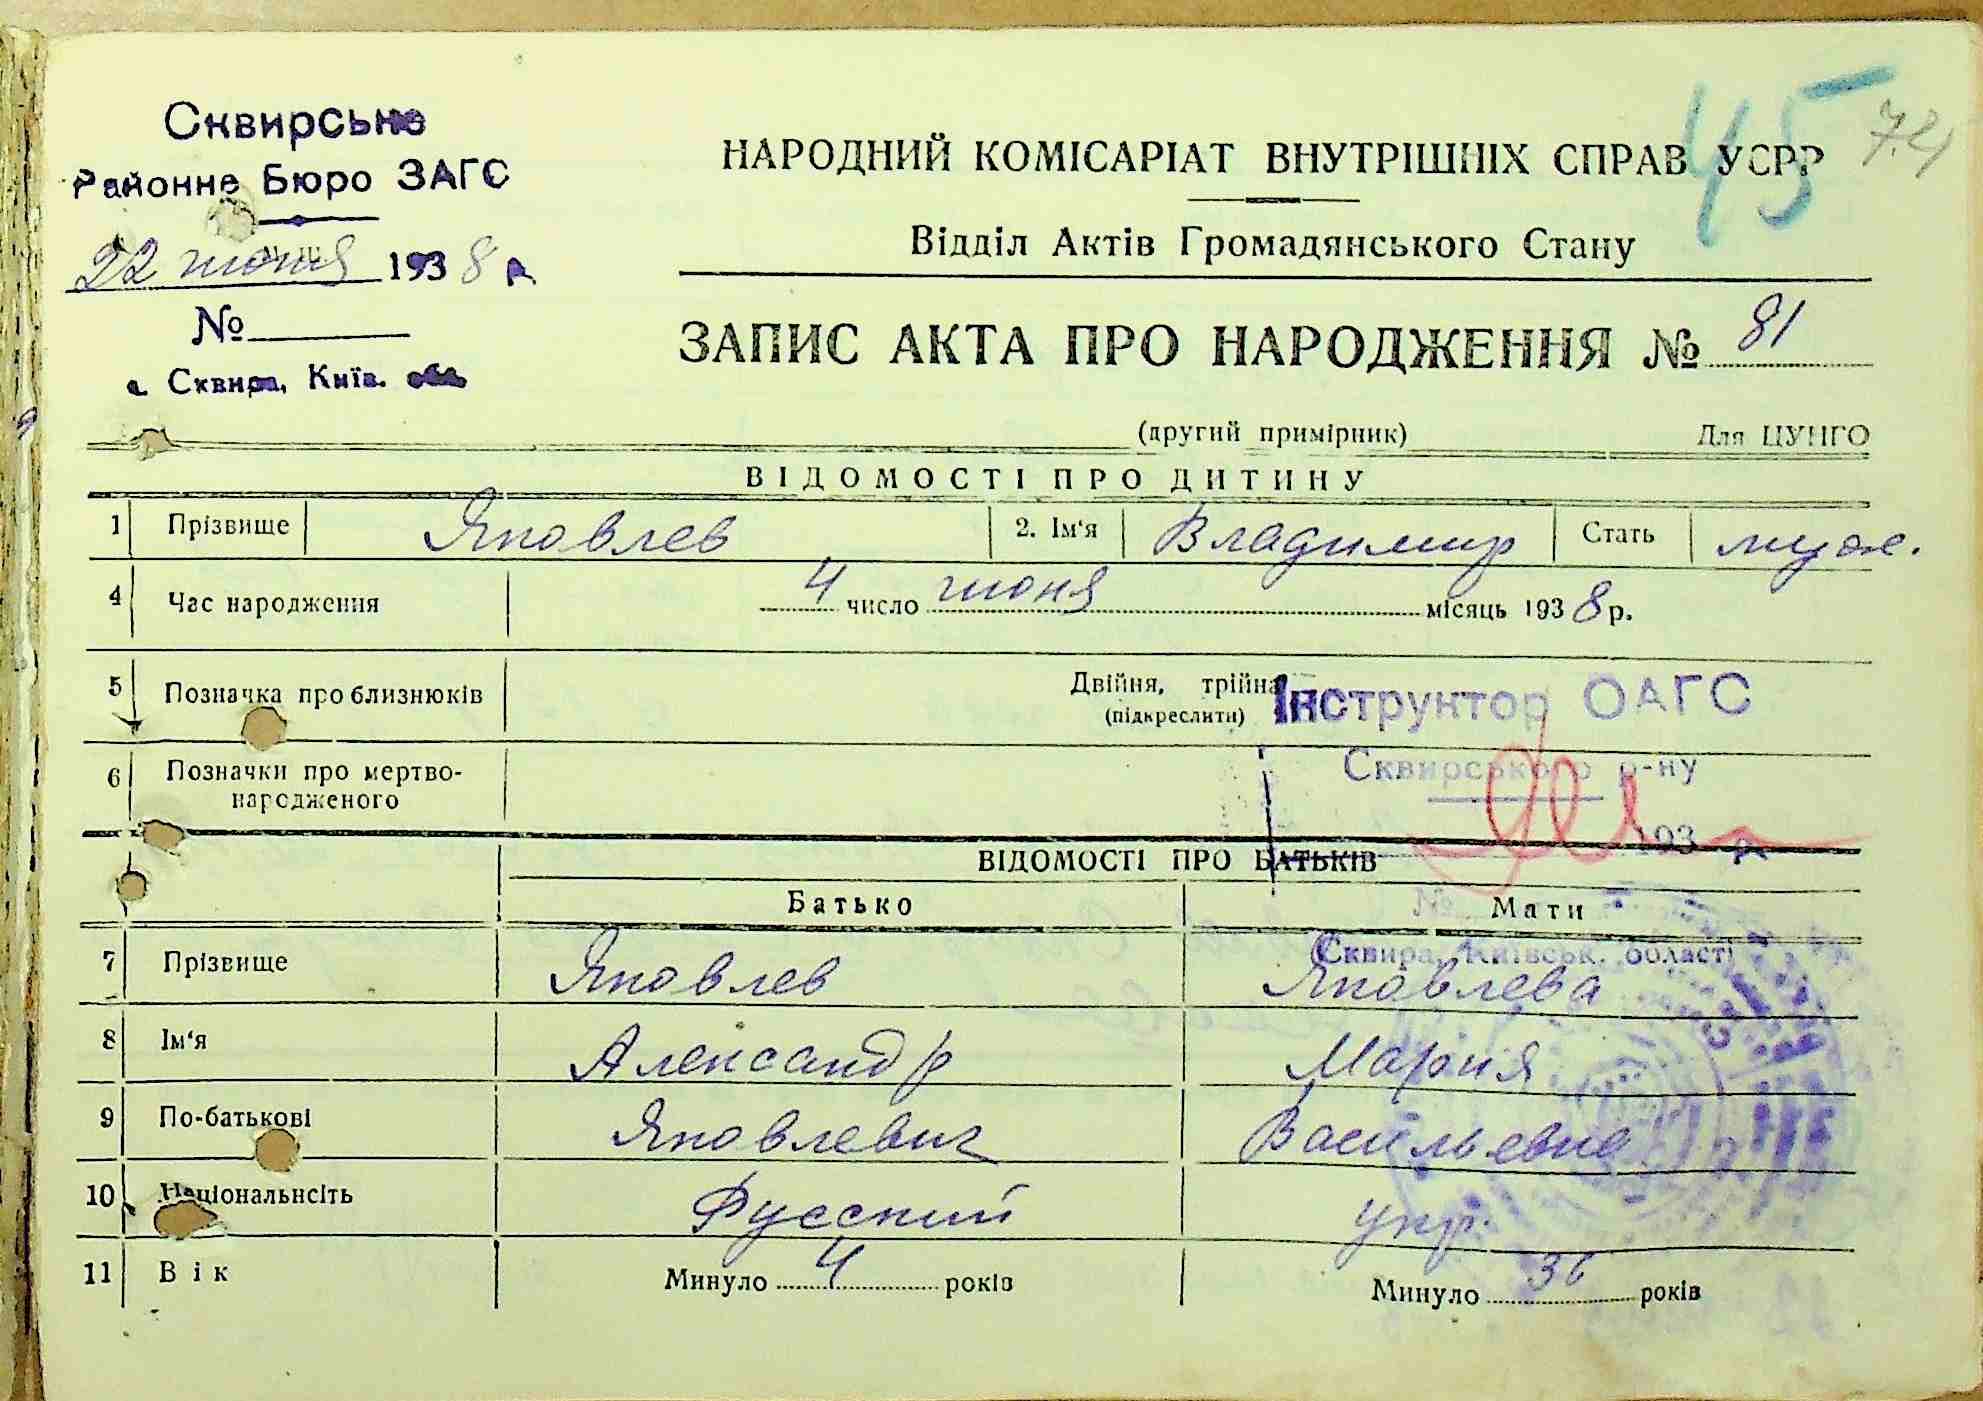 Сквирське
Районне Бюро ЗАГС
22 июня 1938 р.
№
м. Сквира, Київ. обл.
45
74
НАРОДНИЙ КОМІСАРІАТ ВНУТРІШНІХ СПРАВ УСРР
Відділ Актів Громадянського Стану
ЗАПИС АКТА ПРО НАРОДЖЕННЯ № 81
(другий примірник) Для ЦУНГО
ВІДОМОСТІ ПРО ДИТИНУ
1 Прізвище Яковлев 2. Ім'я Владимир Стать муж.
4 Час народження 4 число июня місяць 1938 р.
5 Позначка про близнюків Двійня, трійня
(підкреслити)
Інструктор ОАГС
Сквирського р-ну
6 Позначки про мертво-
народженого
193 р.
ВІДОМОСТІ ПРО БАТЬКІВ
Батько Мати
№
Сквира, Київськ. області
7 Прізвище Яковлев Яковлева
8 Ім'я Александр Мария
9 По-батькові Яковлевич Васильевна
10 Національнсіть Русский укр.
11 Вік Минуло 4 років Минуло 36 років